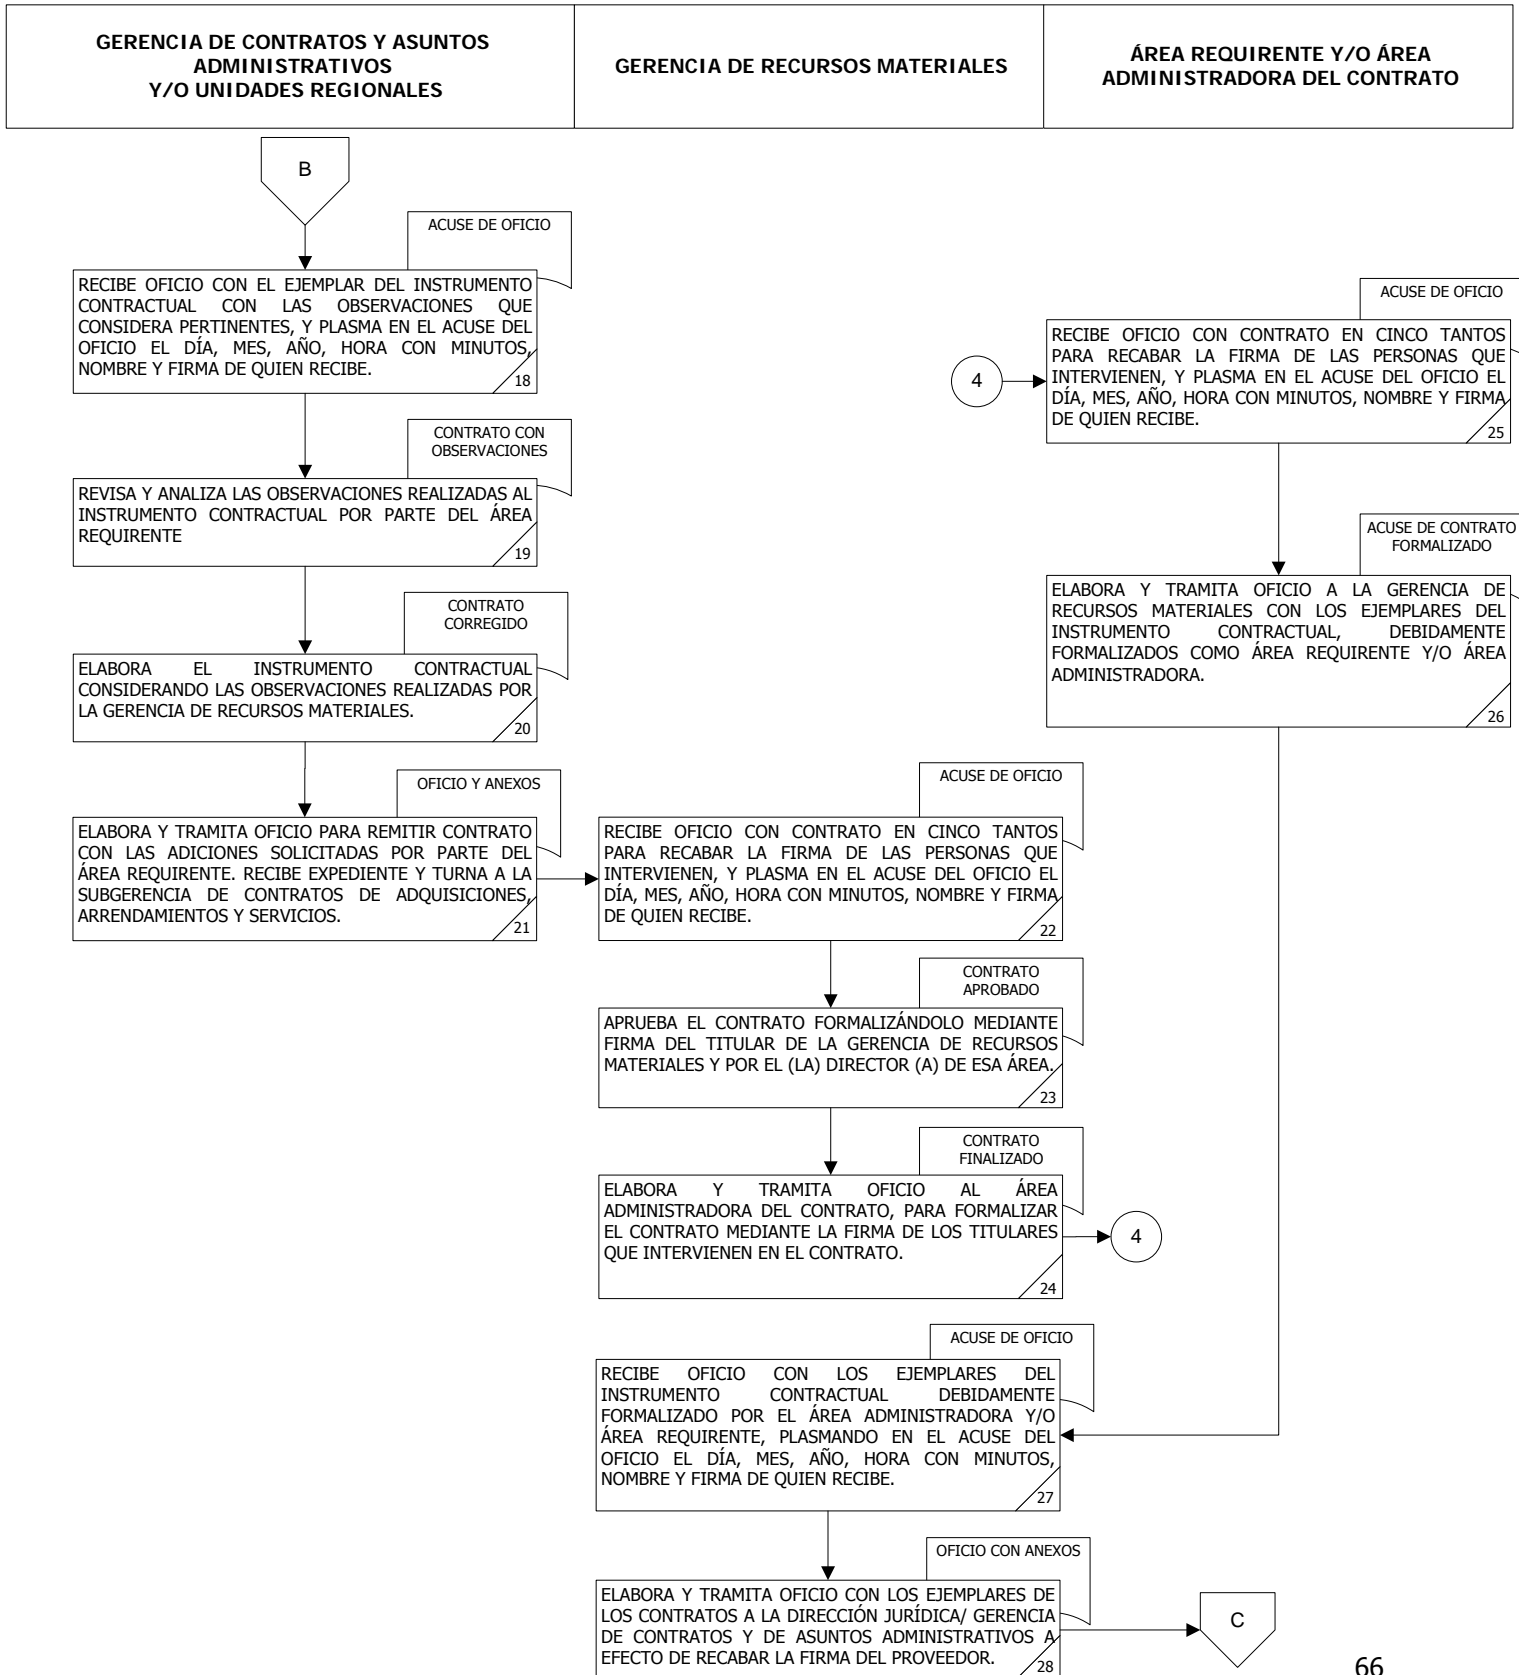 GERENCIA DE CONTRATOS Y ASUNTOS
ADMINISTRATIVOS
Y/O UNIDADES REGIONALES
GERENCIA DE RECURSOS MATERIALES
ÁREA REQUIRENTE Y/O ÁREA
ADMINISTRADORA DEL CONTRATO
B
ACUSE DE OFICIO
RECIBE OFICIO CON EL EJEMPLAR DEL INSTRUMENTO
CONTRACTUAL CON LAS OBSERVACIONES QUE
CONSIDERA PERTINENTES, Y PLASMA EN EL ACUSE DEL
OFICIO EL DÍA, MES, AÑO, HORA CON MINUTOS,
NOMBRE Y FIRMA DE QUIEN RECIBE.
18
CONTRATO CON
OBSERVACIONES
REVISA Y ANALIZA LAS OBSERVACIONES REALIZADAS AL
INSTRUMENTO CONTRACTUAL POR PARTE DEL ÁREA
REQUIRENTE
19
CONTRATO
CORREGIDO
ELABORA EL INSTRUMENTO CONTRACTUAL
CONSIDERANDO LAS OBSERVACIONES REALIZADAS POR
LA GERENCIA DE RECURSOS MATERIALES.
20
OFICIO Y ANEXOS
ELABORA Y TRAMITA OFICIO PARA REMITIR CONTRATO
CON LAS ADICIONES SOLICITADAS POR PARTE DEL
ÁREA REQUIRENTE. RECIBE EXPEDIENTE Y TURNA A LA
SUBGERENCIA DE CONTRATOS DE ADQUISICIONES,
ARRENDAMIENTOS Y SERVICIOS.
21
ACUSE DE OFICIO
RECIBE OFICIO CON CONTRATO EN CINCO TANTOS
PARA RECABAR LA FIRMA DE LAS PERSONAS QUE
INTERVIENEN, Y PLASMA EN EL ACUSE DEL OFICIO EL
DÍA, MES, AÑO, HORA CON MINUTOS, NOMBRE Y FIRMA
DE QUIEN RECIBE.
22
CONTRATO
APROBADO
APRUEBA EL CONTRATO FORMALIZÁNDOLO MEDIANTE
FIRMA DEL TITULAR DE LA GERENCIA DE RECURSOS
MATERIALES Y POR EL (LA) DIRECTOR (A) DE ESA ÁREA.
23
CONTRATO
FINALIZADO
ELABORA Y TRAMITA OFICIO AL ÁREA
ADMINISTRADORA DEL CONTRATO, PARA FORMALIZAR
EL CONTRATO MEDIANTE LA FIRMA DE LOS TITULARES
QUE INTERVIENEN EN EL CONTRATO.
24
4
4
ACUSE DE OFICIO
RECIBE OFICIO CON CONTRATO EN CINCO TANTOS
PARA RECABAR LA FIRMA DE LAS PERSONAS QUE
INTERVIENEN, Y PLASMA EN EL ACUSE DEL OFICIO EL
DÍA, MES, AÑO, HORA CON MINUTOS, NOMBRE Y FIRMA
DE QUIEN RECIBE.
25
ACUSE DE CONTRATO
FORMALIZADO
ELABORA Y TRAMITA OFICIO A LA GERENCIA DE
RECURSOS MATERIALES CON LOS EJEMPLARES DEL
INSTRUMENTO CONTRACTUAL, DEBIDAMENTE
FORMALIZADOS COMO ÁREA REQUIRENTE Y/O ÁREA
ADMINISTRADORA.
26
ACUSE DE OFICIO
RECIBE OFICIO CON LOS EJEMPLARES DEL
INSTRUMENTO CONTRACTUAL DEBIDAMENTE
FORMALIZADO POR EL ÁREA ADMINISTRADORA Y/O
ÁREA REQUIRENTE, PLASMANDO EN EL ACUSE DEL
OFICIO EL DÍA, MES, AÑO, HORA CON MINUTOS,
NOMBRE Y FIRMA DE QUIEN RECIBE.
27
OFICIO CON ANEXOS
ELABORA Y TRAMITA OFICIO CON LOS EJEMPLARES DE
LOS CONTRATOS A LA DIRECCIÓN JURÍDICA/ GERENCIA
DE CONTRATOS Y DE ASUNTOS ADMINISTRATIVOS A
EFECTO DE RECABAR LA FIRMA DEL PROVEEDOR.
28
C
66